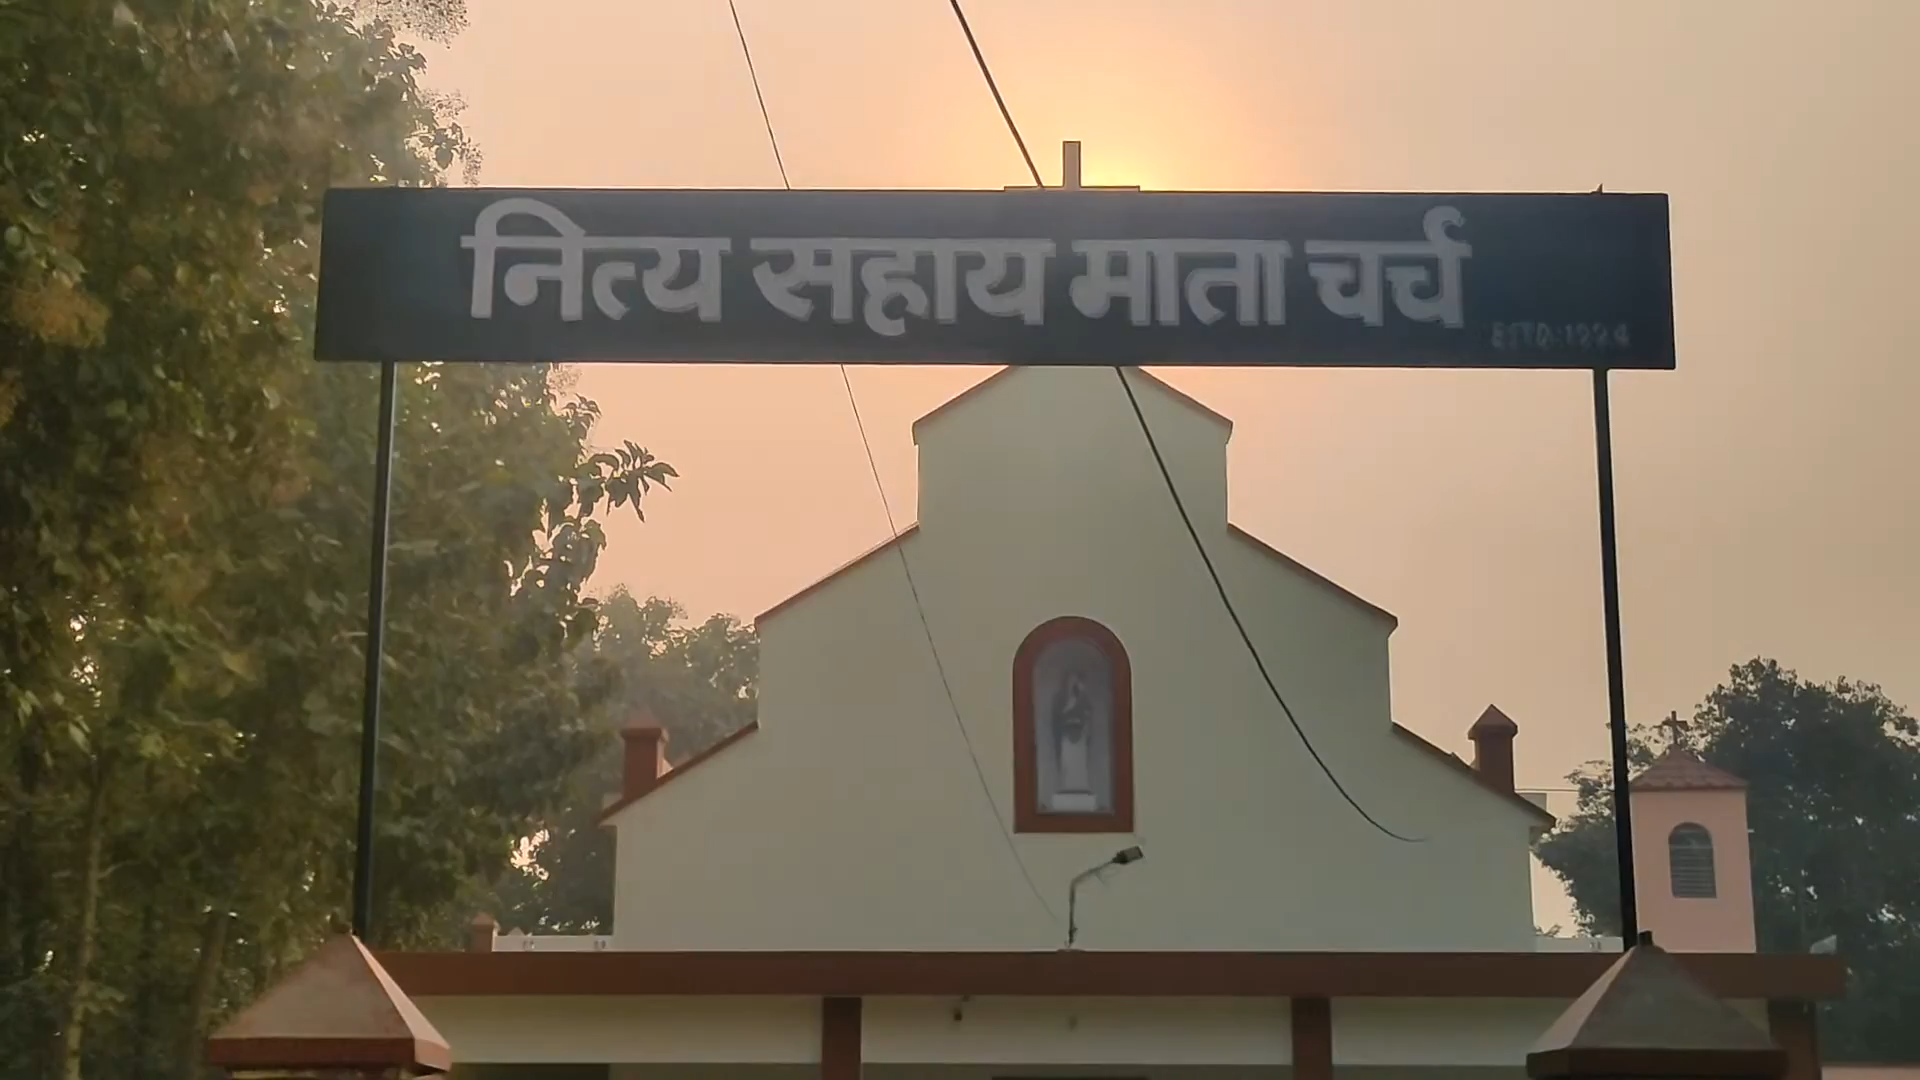 नित्य सहाय माता चर्च